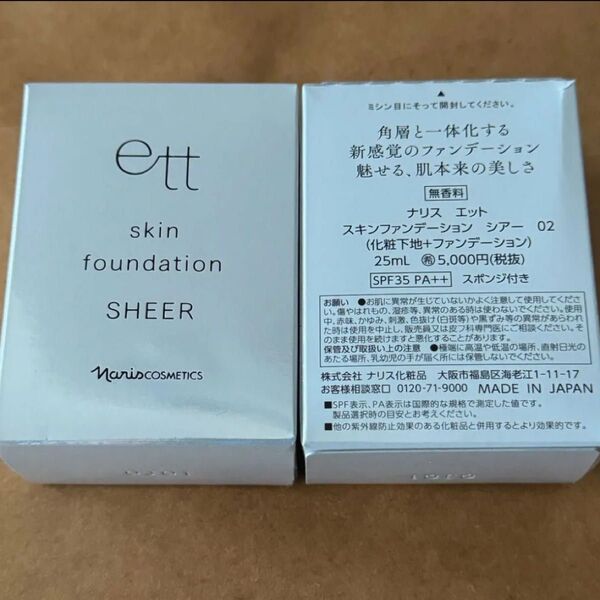 ett
skin
foundation
SHEER
Naris COSMETICS
▲
ミシン目にそって開封してください。
角層と一体化する
新感覚のファンデーション
魅せる、肌本来の美しさ
無香料
ナリス エット
スキンファンデーション シアー 02
(化粧下地+ファンデーション)
25mL ㊗5,000円(税抜)
SPF35 PA++ スポンジ付き
お願い ●お肌に異常が生じていないかよく注意して使用してくださ
い。傷やはれもの、湿疹等、異常のある時は使わないでください。使用
中、赤味、かゆみ、刺激、色抜け(白斑等)や黒ずみ等の異常があらわれ
た時は使用を中止し、販売員又は皮フ科専門医にご相談ください。そ
のまま使用を続けますと悪化することがあります。
保管及び取扱い上の注意 ●極端に高温や低温の場所、直射日光の
あたる場所、乳幼児の手が届く所には保管しないでください。
株式会社 ナリス化粧品 大阪市福島区海老江1-11-17
お客様相談窓口 0120-71-9000 MADE IN JAPAN
■SPF表示、PA表示は国際的な規格で測定した値です。
製品選択時の目安とお考えください。
■他の紫外線防止効果のある化粧品と併用するとより効果的です。